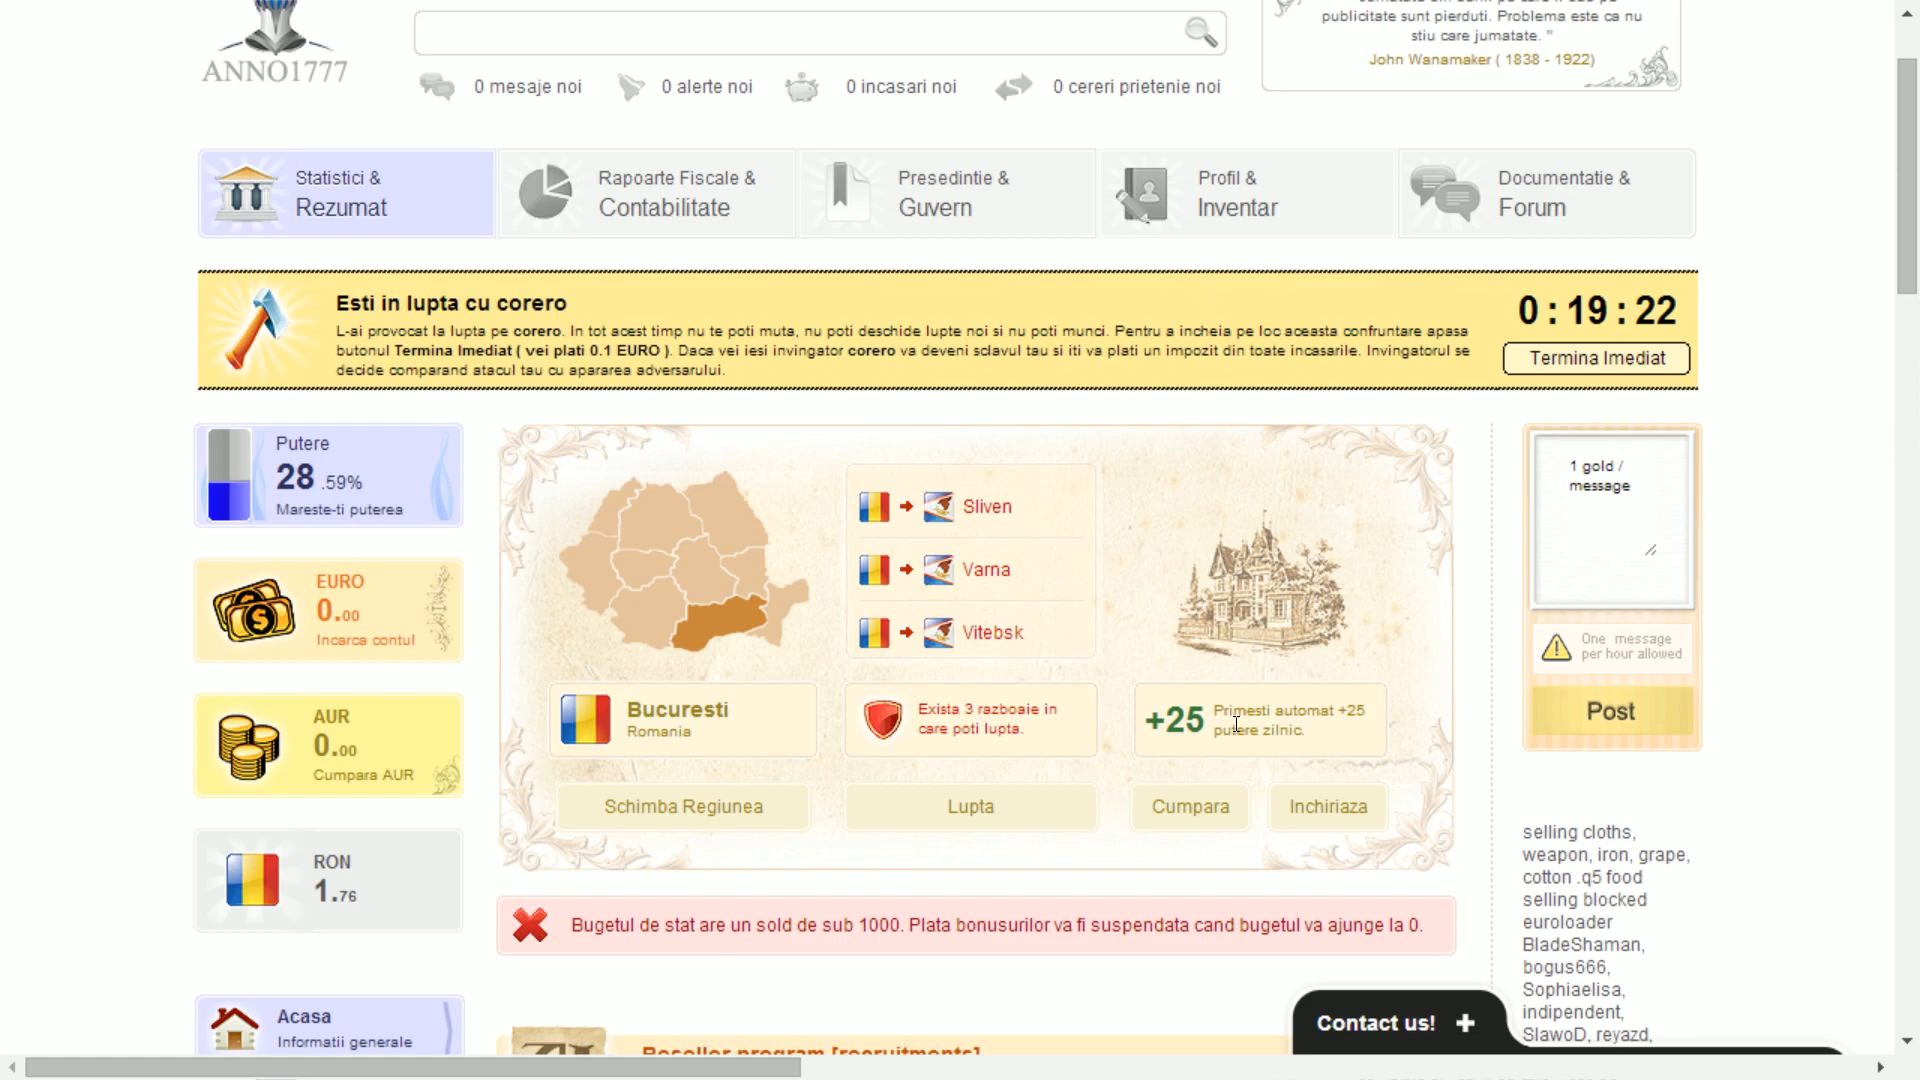 publicitate sunt pierduti. Problema este ca nu
stiu care jumatate. "
John Wanamaker ( 1838 - 1922)
ANNO1777
0 mesaje noi
0 alerte noi
0 incasari noi
0 cereri prietenie noi
Statistici &
Rezumat
Rapoarte Fiscale &
Contabilitate
Presedintie &
Guvern
Profil &
Inventar
Documentatie &
Forum
Esti in lupta cu corero
L-ai provocat la lupta pe corero. In tot acest timp nu te poti muta, nu poti deschide lupte noi si nu poti munci. Pentru a incheia pe loc aceasta confruntare apasa
butonul Termina Imediat ( vei plati 0.1 EURO ). Daca vei iesi invingator corero va deveni sclavul tau si iti va plati un impozit din toate incasarile. Invingatorul se
decide comparand atacul tau cu apararea adversarului.
0 : 19 : 22
Termina Imediat
Putere
28 .59%
Mareste-ti puterea
EURO
0.00
Incarca contul
AUR
0.00
Cumpara AUR
RON
1.76
Acasa
Informatii generale
Sliven
Varna
Vitebsk
Bucuresti
Romania
Exista 3 razboaie in
care poti lupta.
+25
Primesti automat +25
putere zilnic.
Schimba Regiunea
Lupta
Cumpara
Inchiriaza
Bugetul de stat are un sold de sub 1000. Plata bonusurilor va fi suspendata cand bugetul va ajunge la 0.
Reseller program [recruitments]
1 gold /
message
One message
per hour allowed
Post
selling cloths,
weapon, iron, grape,
cotton .q5 food
selling blocked
euroloader
BladeShaman,
bogus666,
Sophiaelisa,
indipendent,
SlawoD, reyazd,
Contact us!